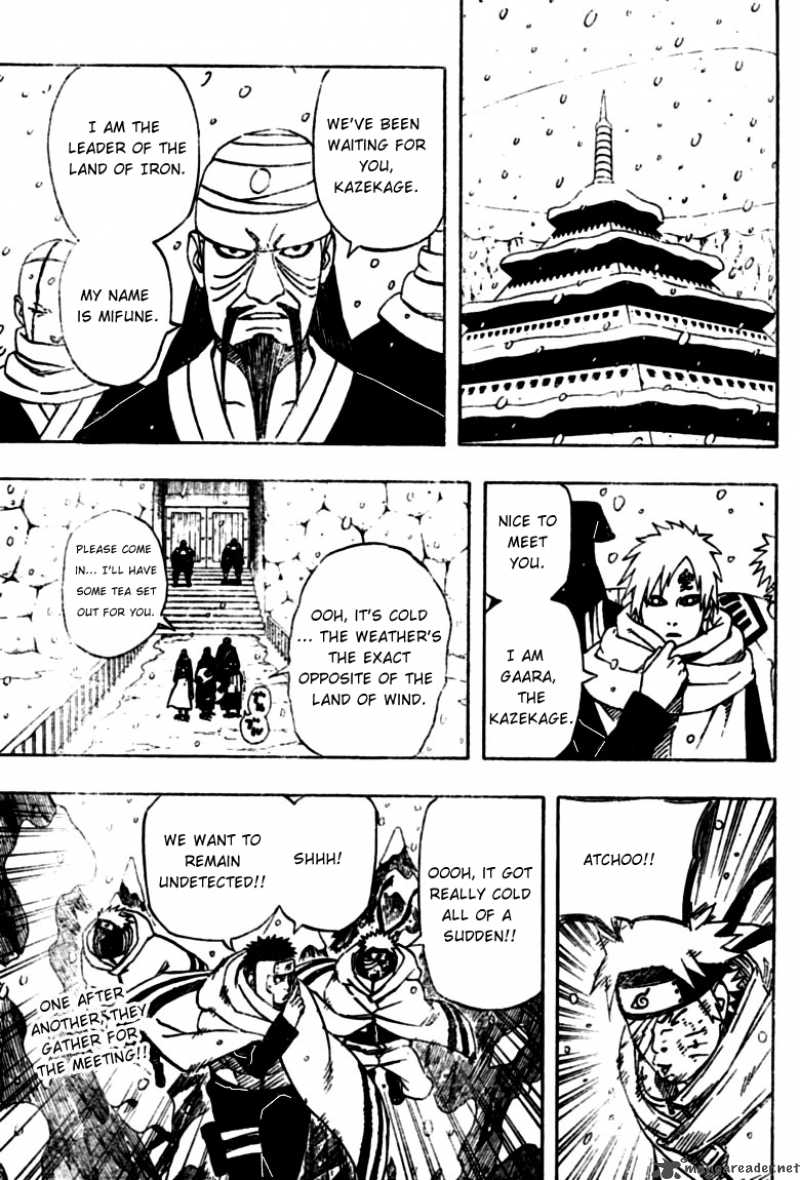 WE'VE BEEN
WAITING FOR
YOU,
KAZEKAGE.
I AM THE
LEADER OF THE
LAND OF IRON.
MY NAME
IS MIFUNE.
NICE TO
MEET
YOU.
I AM
GAARA,
THE
KAZEKAGE.
OOH, IT'S COLD
... THE WEATHER'S
THE EXACT
OPPOSITE OF THE
LAND OF WIND.
PLEASE COME
IN... I'LL HAVE
SOME TEA SET
OUT FOR YOU.
ATCHOO!!
OOOH, IT GOT
REALLY COLD
ALL OF A
SUDDEN!!
SHHH!
WE WANT TO
REMAIN
UNDETECTED!!
ONE AFTER
ANOTHER, THEY
GATHER FOR
THE MEETING!!
mangareader.net